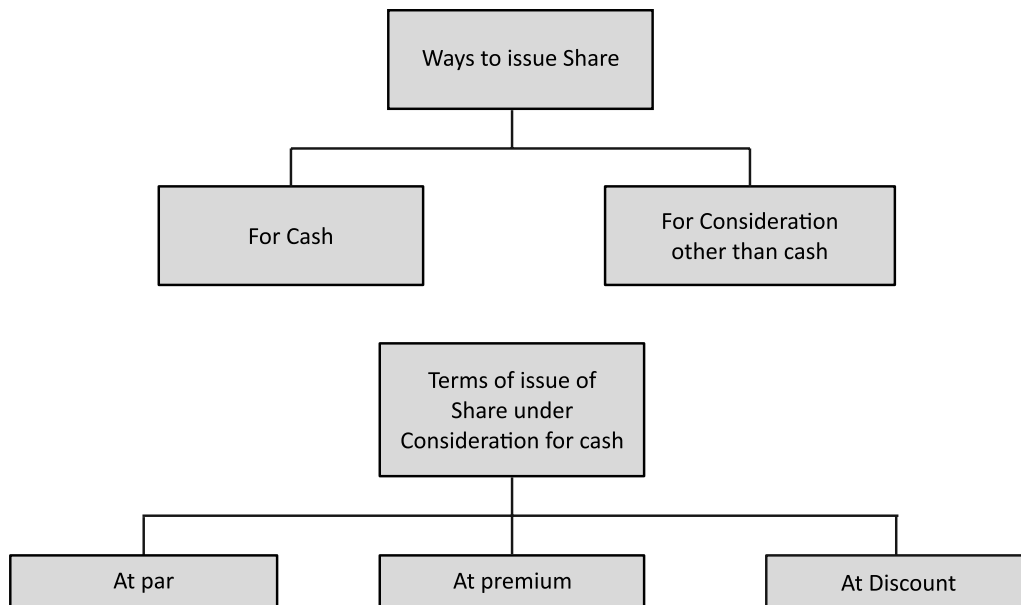 Ways to issue Share
For Cash
For Consideration
other than cash
Terms of issue of
Share under
Consideration for cash
At par
At premium
At Discount